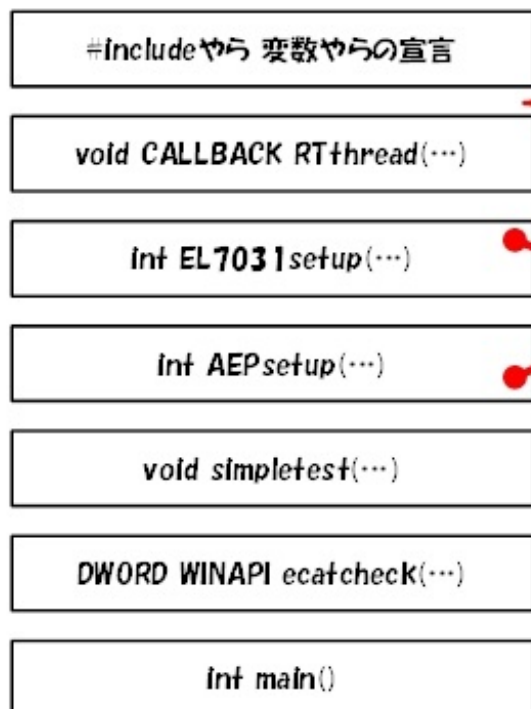 #includeやら 変数やらの宣言
void CALLBACK RTthread(…)
int EL7031setup(…)
int AEPsetup(…)
void simpletest(…)
DWORD WINAPI ecatcheck(…)
int main()